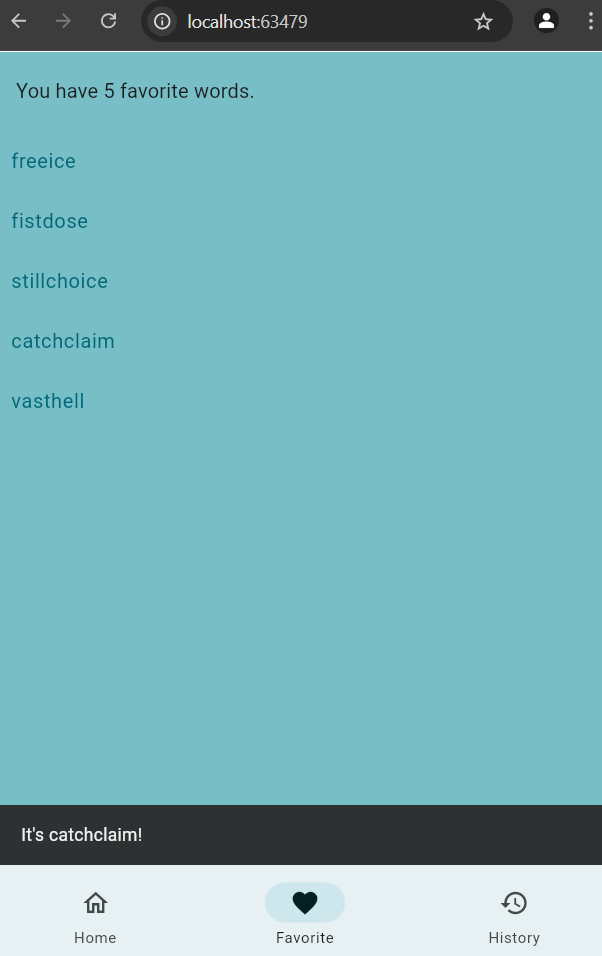 localhost:63479
You have 5 favorite words.
freeice
fistdose
stillchoice
catchclaim
vasthell
It's catchclaim!
Home
Favorite
History